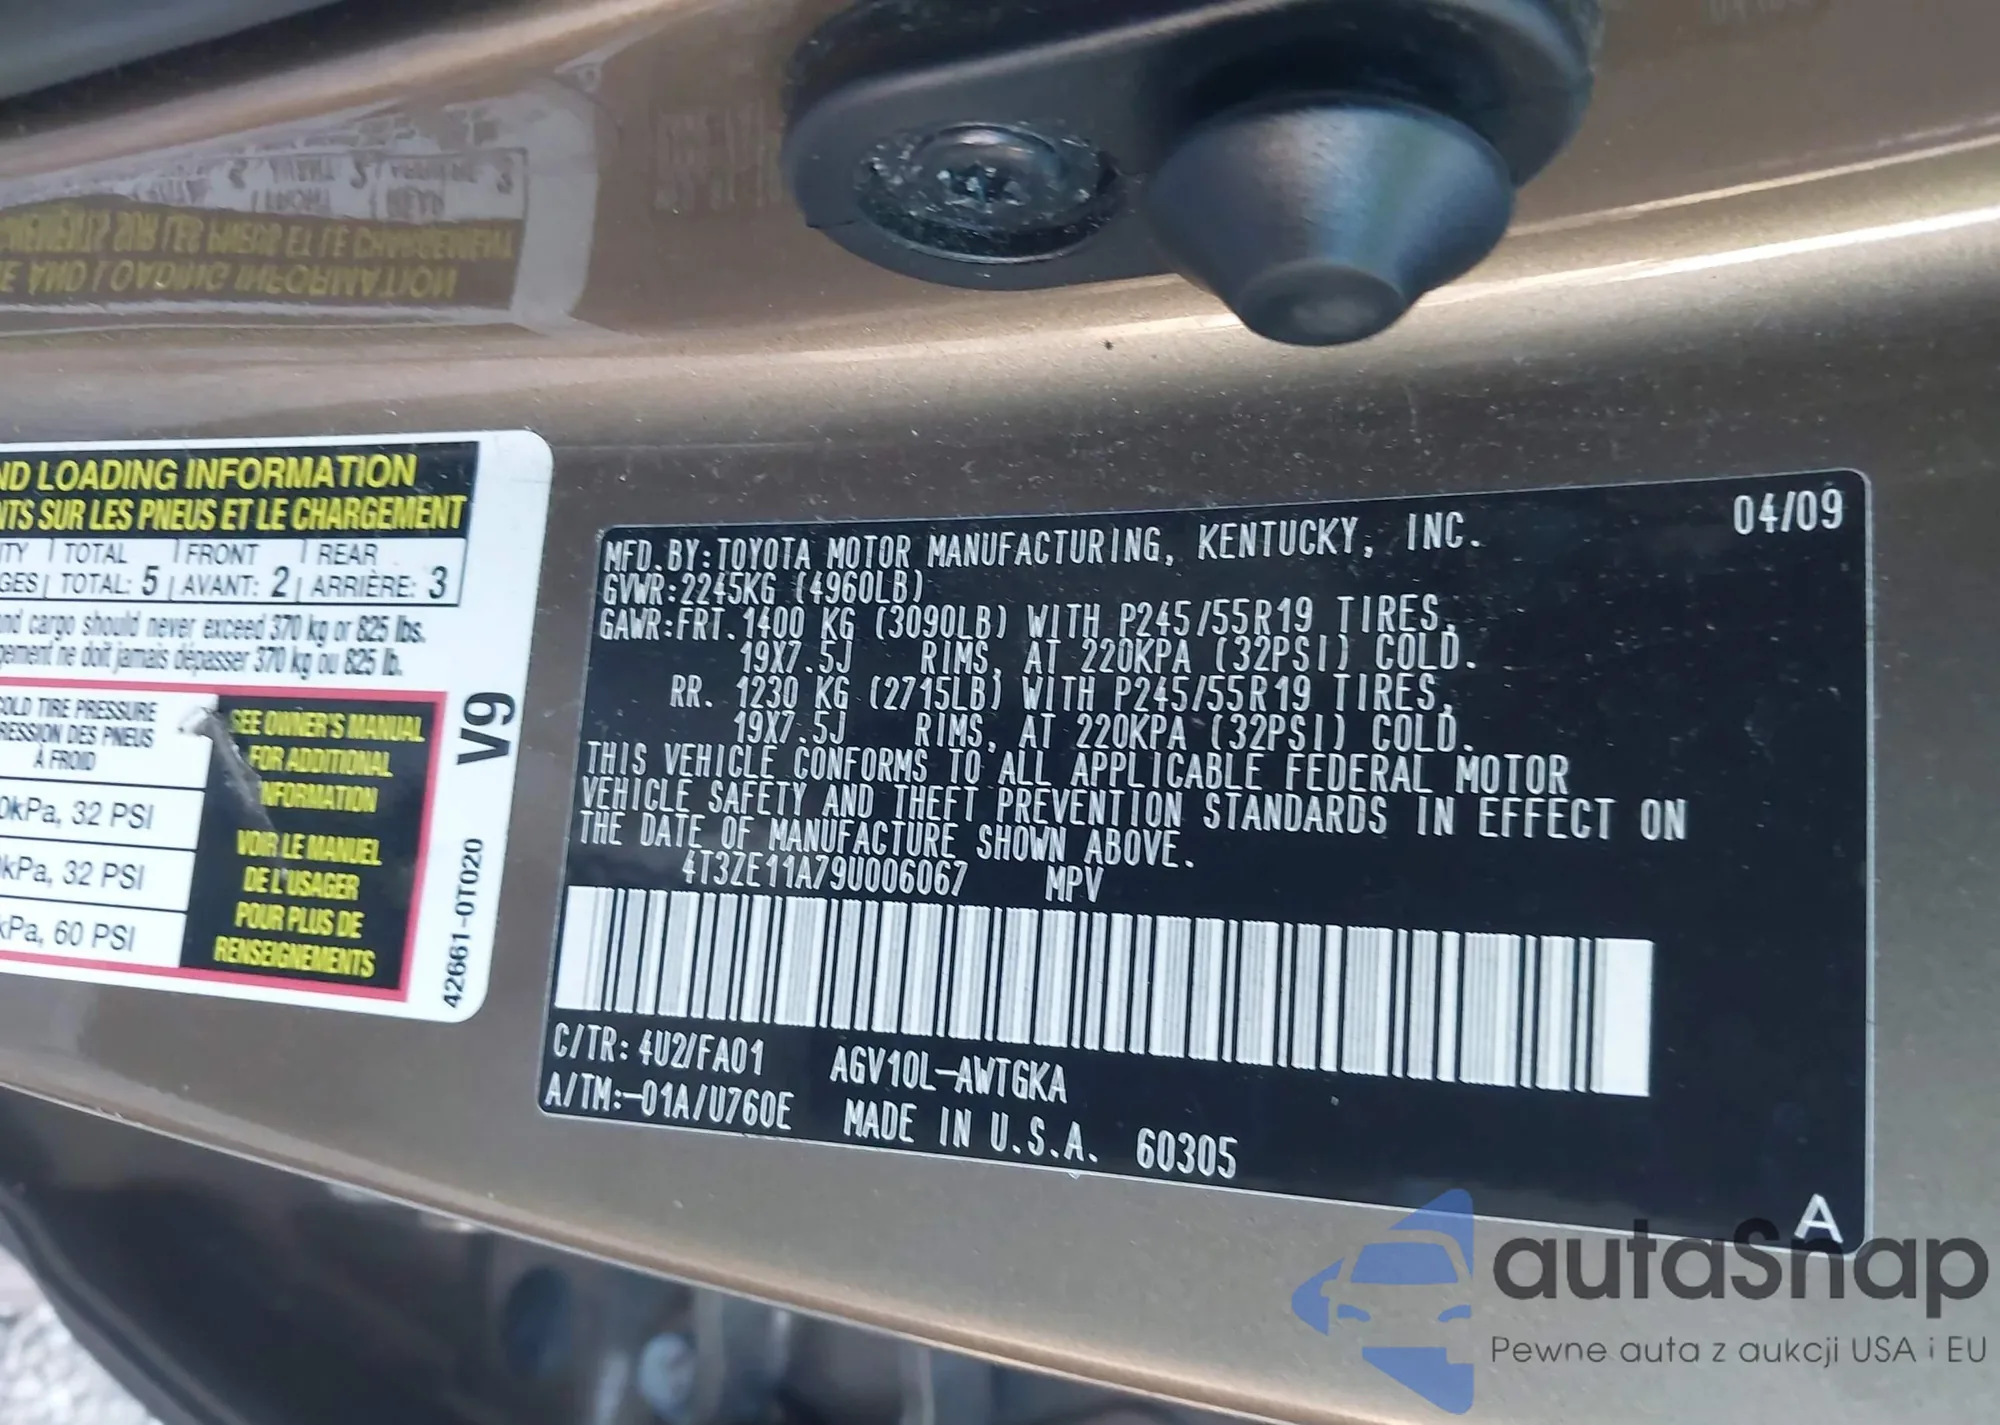 ND LOADING INFORMATION
NTS SUR LES PNEUS ET LE CHARGEMENT
TOTAL FRONT REAR
TOTAL: 5 AVANT: 2 ARRIÈRE: 3
and cargo should never exceed 370 kg or 825 lbs.
gement ne doit jamais dépasser 370 kg ou 825 lb.
COLD TIRE PRESSURE
PRESSION DES PNEUS
À FROID
0kPa, 32 PSI
kPa, 32 PSI
kPa, 60 PSI
SEE OWNER'S MANUAL
FOR ADDITIONAL
INFORMATION
VOIR LE MANUEL
DE L'USAGER
POUR PLUS DE
RENSEIGNEMENTS
V9
42661-0T020
04/09
MFD.BY:TOYOTA MOTOR MANUFACTURING, KENTUCKY, INC.
GVWR:2245KG (4960LB)
GAWR:FRT.1400 KG (3090LB) WITH P245/55R19 TIRES,
19X7.5J RIMS, AT 220KPA (32PSI) COLD.
RR. 1230 KG (2715LB) WITH P245/55R19 TIRES,
19X7.5J RIMS, AT 220KPA (32PSI) COLD.
THIS VEHICLE CONFORMS TO ALL APPLICABLE FEDERAL MOTOR
VEHICLE SAFETY AND THEFT PREVENTION STANDARDS IN EFFECT ON
THE DATE OF MANUFACTURE SHOWN ABOVE.
4T3ZE11A79U006067 MPV
C/TR: 4U2/FA01 AGV10L-AWTGKA
A/TM:-01A/U760E MADE IN U.S.A. 60305
A
autaSnap
Pewne auta z aukcji USA i EU